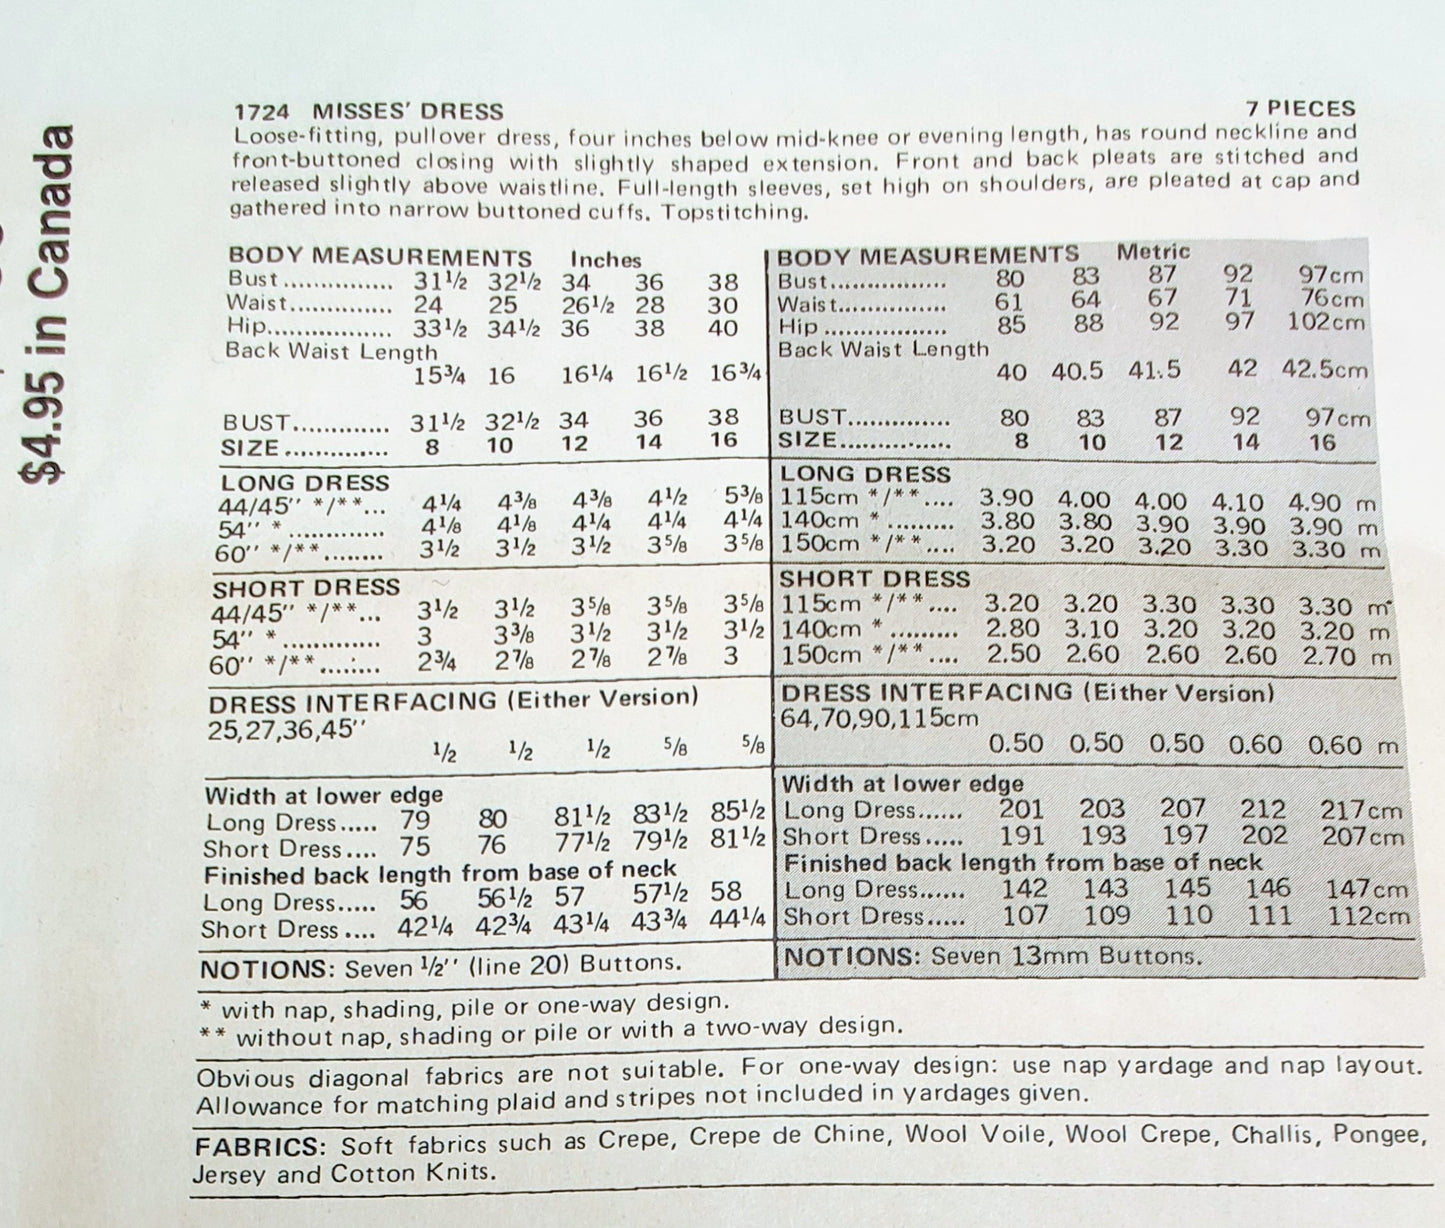 $4.95 in Canada
1724 MISSES' DRESS 7 PIECES
Loose-fitting, pullover dress, four inches below mid-knee or evening length, has round neckline and
front-buttoned closing with slightly shaped extension. Front and back pleats are stitched and
released slightly above waistline. Full-length sleeves, set high on shoulders, are pleated at cap and
gathered into narrow buttoned cuffs. Topstitching.
BODY MEASUREMENTS Inches
Bust............... 31½ 32½ 34 36 38
Waist.............. 24 25 26½ 28 30
Hip................. 33½ 34½ 36 38 40
Back Waist Length
15¾ 16 16¼ 16½ 16¾
BUST............. 31½ 32½ 34 36 38
SIZE.............. 8 10 12 14 16
LONG DRESS
44/45'' */**... 4¼ 4⅜ 4⅜ 4½ 5⅜
54'' * ............. 4⅛ 4⅛ 4¼ 4¼ 4¼
60'' */**........ 3½ 3½ 3½ 3⅝ 3⅝
SHORT DRESS
44/45'' */**... 3½ 3½ 3⅝ 3⅝ 3⅝
54'' * ............. 3 3⅜ 3½ 3½ 3½
60'' */**........ 2¾ 2⅞ 2⅞ 2⅞ 3
DRESS INTERFACING (Either Version)
25,27,36,45''
½ ½ ½ ⅝ ⅝
Width at lower edge
Long Dress..... 79 80 81½ 83½ 85½
Short Dress.... 75 76 77½ 79½ 81½
Finished back length from base of neck
Long Dress..... 56 56½ 57 57½ 58
Short Dress.... 42¼ 42¾ 43¼ 43¾ 44¼
NOTIONS: Seven ½'' (line 20) Buttons.
BODY MEASUREMENTS Metric
Bust................ 80 83 87 92 97cm
Waist............... 61 64 67 71 76cm
Hip ................. 85 88 92 97 102cm
Back Waist Length
40 40.5 41.5 42 42.5cm
BUST.............. 80 83 87 92 97cm
SIZE............... 8 10 12 14 16
LONG DRESS
115cm */**.... 3.90 4.00 4.00 4.10 4.90 m
140cm * ......... 3.80 3.80 3.90 3.90 3.90 m
150cm */**.... 3.20 3.20 3.20 3.30 3.30 m
SHORT DRESS
115cm */**.... 3.20 3.20 3.30 3.30 3.30 m
140cm * ......... 2.80 3.10 3.20 3.20 3.20 m
150cm */**.... 2.50 2.60 2.60 2.60 2.70 m
DRESS INTERFACING (Either Version)
64,70,90,115cm
0.50 0.50 0.50 0.60 0.60 m
Width at lower edge
Long Dress...... 201 203 207 212 217cm
Short Dress..... 191 193 197 202 207cm
Finished back length from base of neck
Long Dress...... 142 143 145 146 147cm
Short Dress..... 107 109 110 111 112cm
NOTIONS: Seven 13mm Buttons.
* with nap, shading, pile or one-way design.
** without nap, shading or pile or with a two-way design.
Obvious diagonal fabrics are not suitable. For one-way design: use nap yardage and nap layout.
Allowance for matching plaid and stripes not included in yardages given.
FABRICS: Soft fabrics such as Crepe, Crepe de Chine, Wool Voile, Wool Crepe, Challis, Pongee,
Jersey and Cotton Knits.